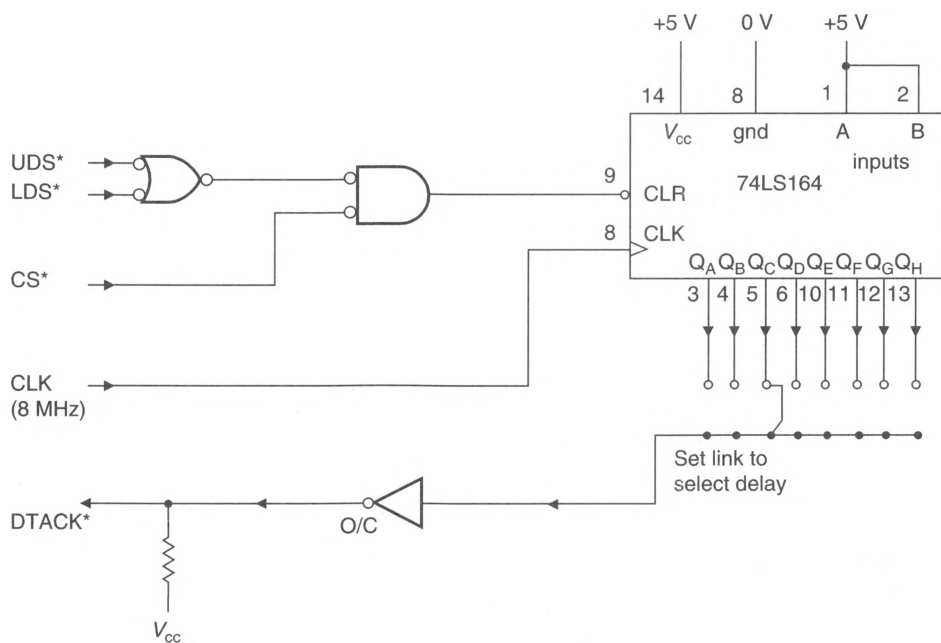 +5 V 0 V +5 V
14 8 1 2
V_cc gnd A B
inputs
UDS*
LDS*
9 CLR 74LS164
8 CLK
Q_A Q_B Q_C Q_D Q_E Q_F Q_G Q_H
3 4 5 6 10 11 12 13
CS*
CLK
(8 MHz)
Set link to
select delay
DTACK*
O/C
V_cc